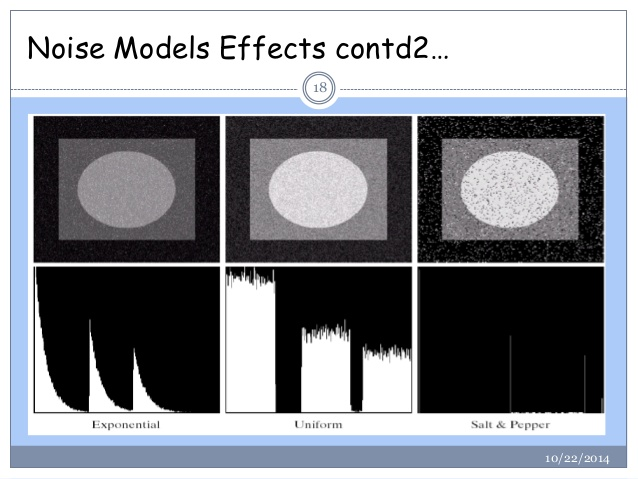 Noise Models Effects contd2…
18
Exponential
Uniform
Salt & Pepper
10/22/2014